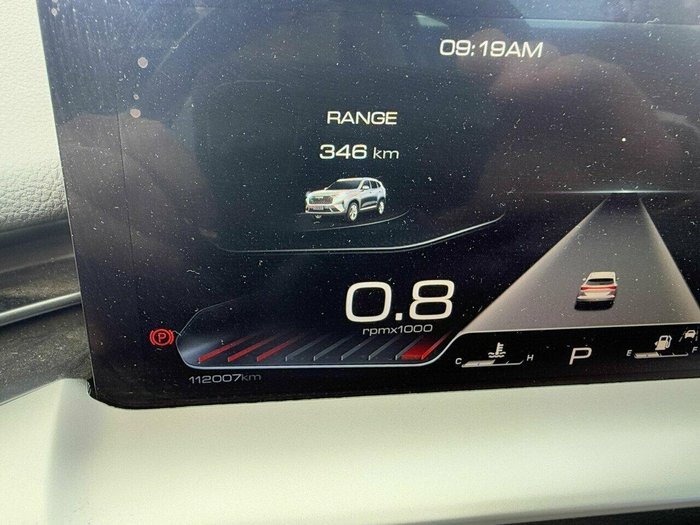 09:19AM
RANGE
346 km
0.8
rpmx1000
P
112007km
C H
P
E F